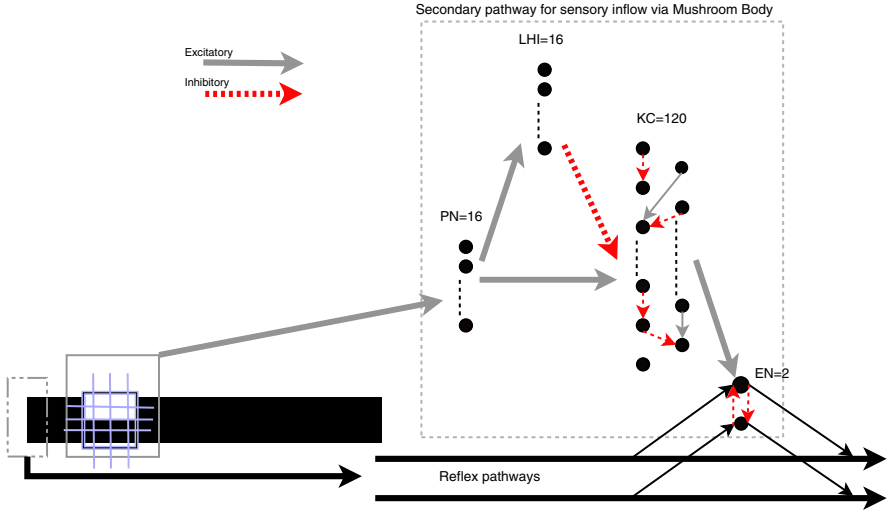 Secondary pathway for sensory inflow via Mushroom Body
LHI=16
Excitatory
Inhibitory
KC=120
PN=16
EN=2
Reflex pathways